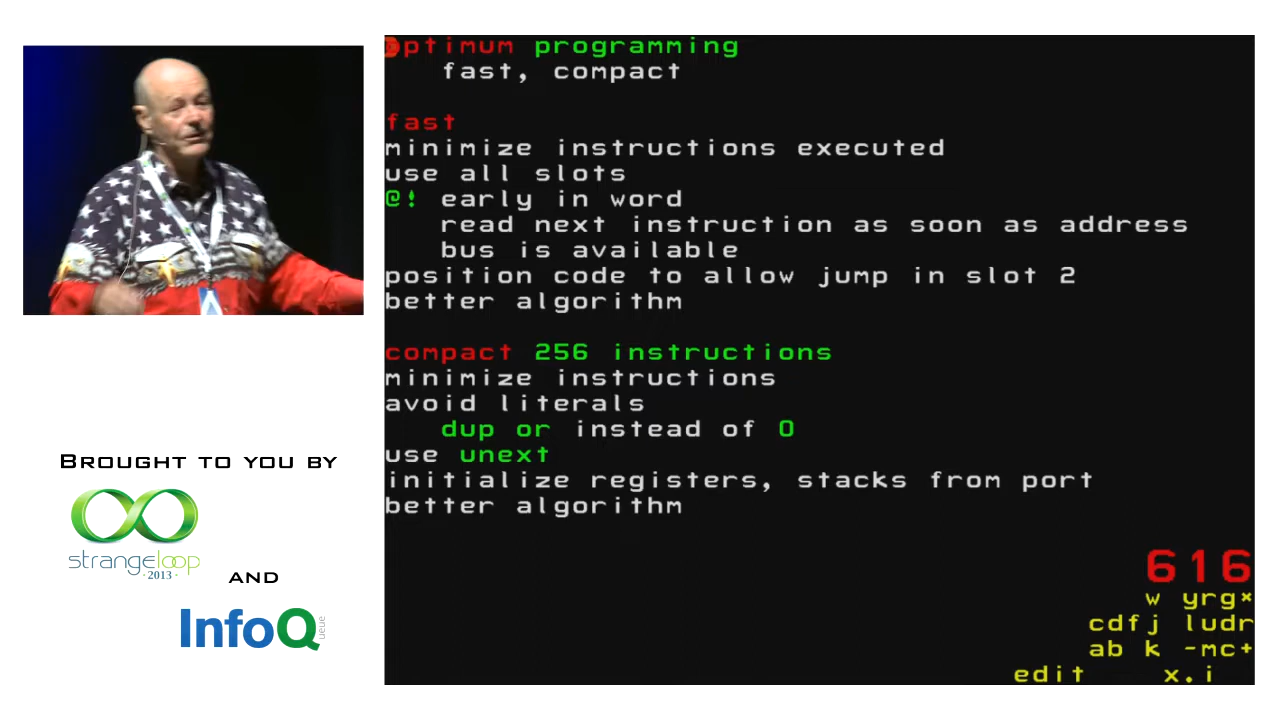 optimum programming
fast, compact
fast
minimize instructions executed
use all slots
@! early in word
read next instruction as soon as address
bus is available
position code to allow jump in slot 2
better algorithm
compact 256 instructions
minimize instructions
avoid literals
dup or instead of 0
use unext
initialize registers, stacks from port
better algorithm
616
w yrg*
cdfj ludr
ab k -mc+
edit x.i
BROUGHT TO YOU BY
strangeloop
·2013·
AND
InfoQ
ueue